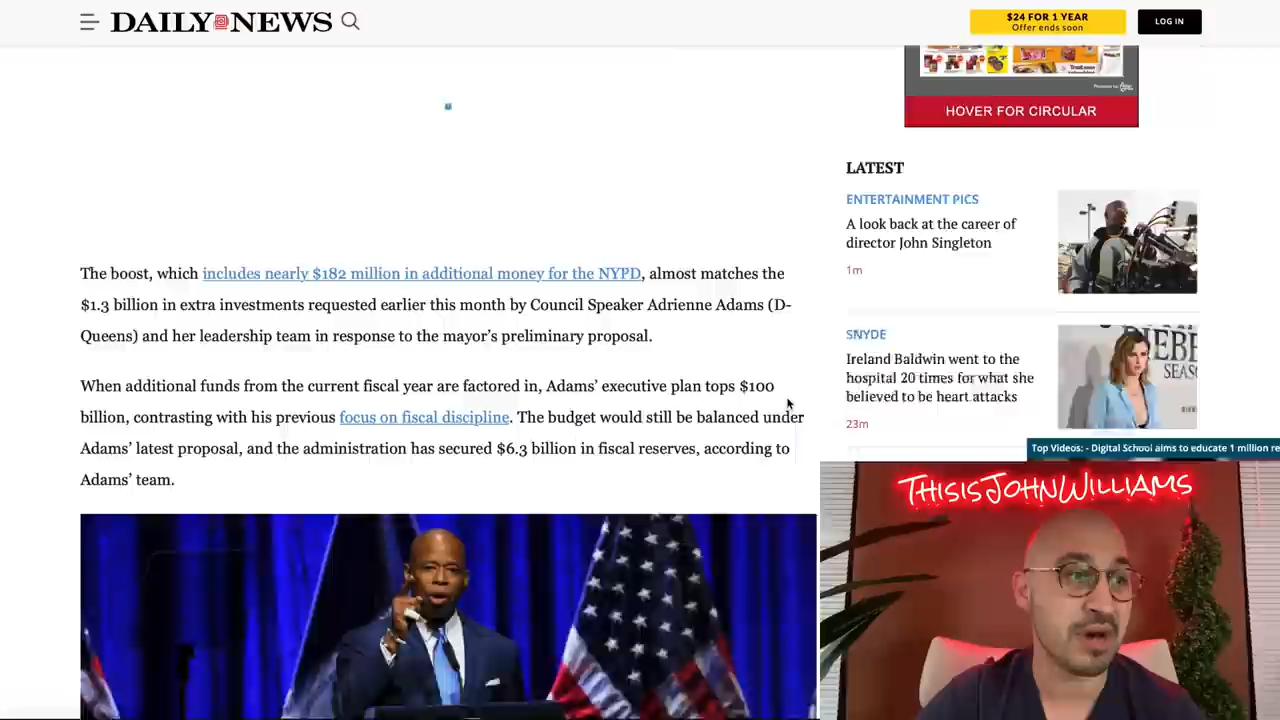 DAILY NEWS
$24 FOR 1 YEAR
Offer ends soon
LOG IN
HOVER FOR CIRCULAR
The boost, which includes nearly $182 million in additional money for the NYPD, almost matches the
$1.3 billion in extra investments requested earlier this month by Council Speaker Adrienne Adams (D-
Queens) and her leadership team in response to the mayor’s preliminary proposal.
When additional funds from the current fiscal year are factored in, Adams’ executive plan tops $100
billion, contrasting with his previous focus on fiscal discipline. The budget would still be balanced under
Adams’ latest proposal, and the administration has secured $6.3 billion in fiscal reserves, according to
Adams’ team.
LATEST
ENTERTAINMENT PICS
A look back at the career of
director John Singleton
1m
SNYDE
Ireland Baldwin went to the
hospital 20 times for what she
believed to be heart attacks
23m
Top Videos: - Digital School aims to educate 1 million re
THISISJOHNWILLIAMS